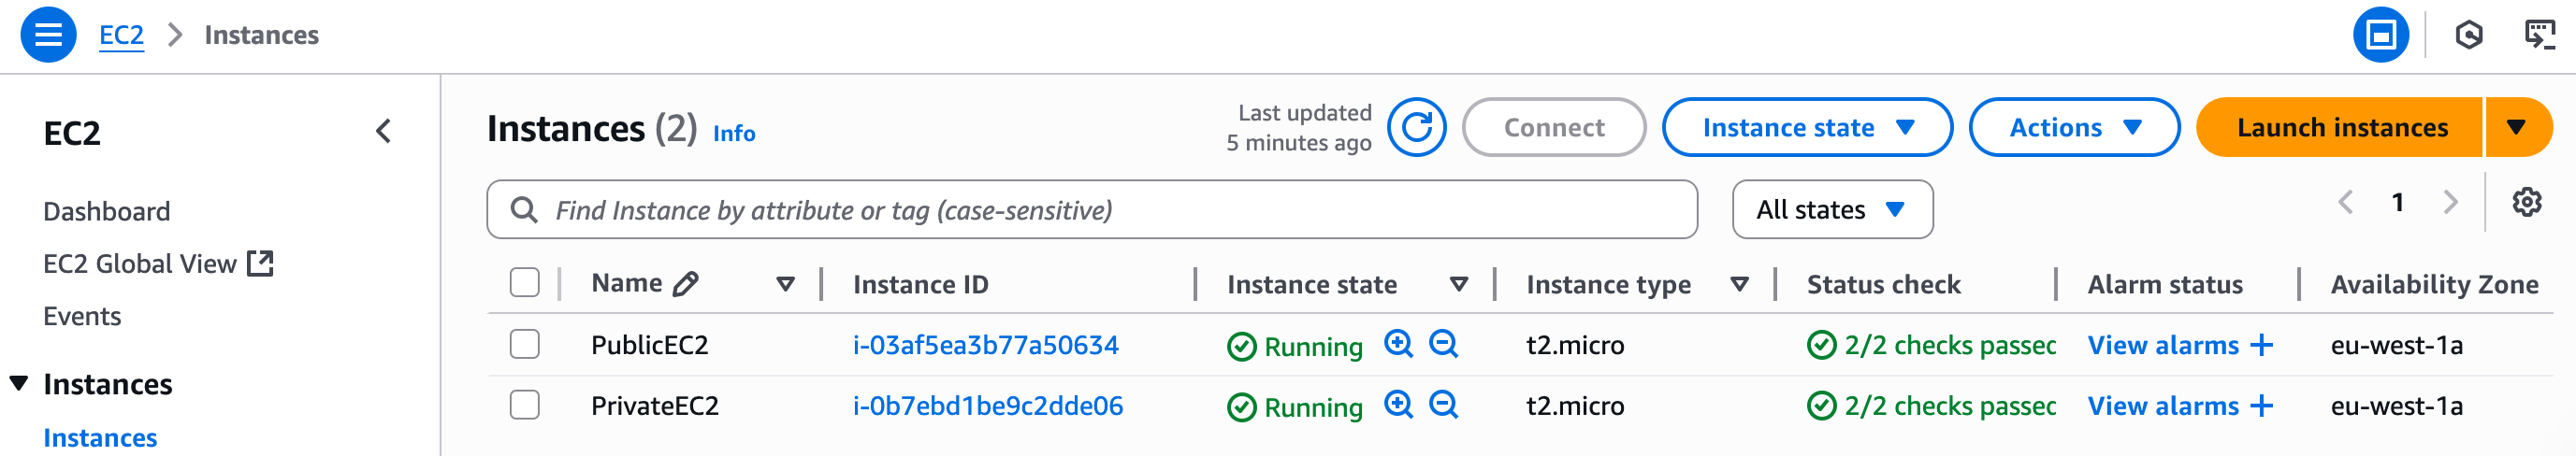 EC2 Instances
EC2
Dashboard
EC2 Global View
Events
Instances
Instances
Instances (2) Info
Last updated
5 minutes ago
Connect
Instance state
Actions
Launch instances
Find Instance by attribute or tag (case-sensitive)
All states
1
Name Instance ID Instance state Instance type Status check Alarm status Availability Zone
PublicEC2 i-03af5ea3b77a50634 Running t2.micro 2/2 checks passec View alarms eu-west-1a
PrivateEC2 i-0b7ebd1be9c2dde06 Running t2.micro 2/2 checks passec View alarms eu-west-1a